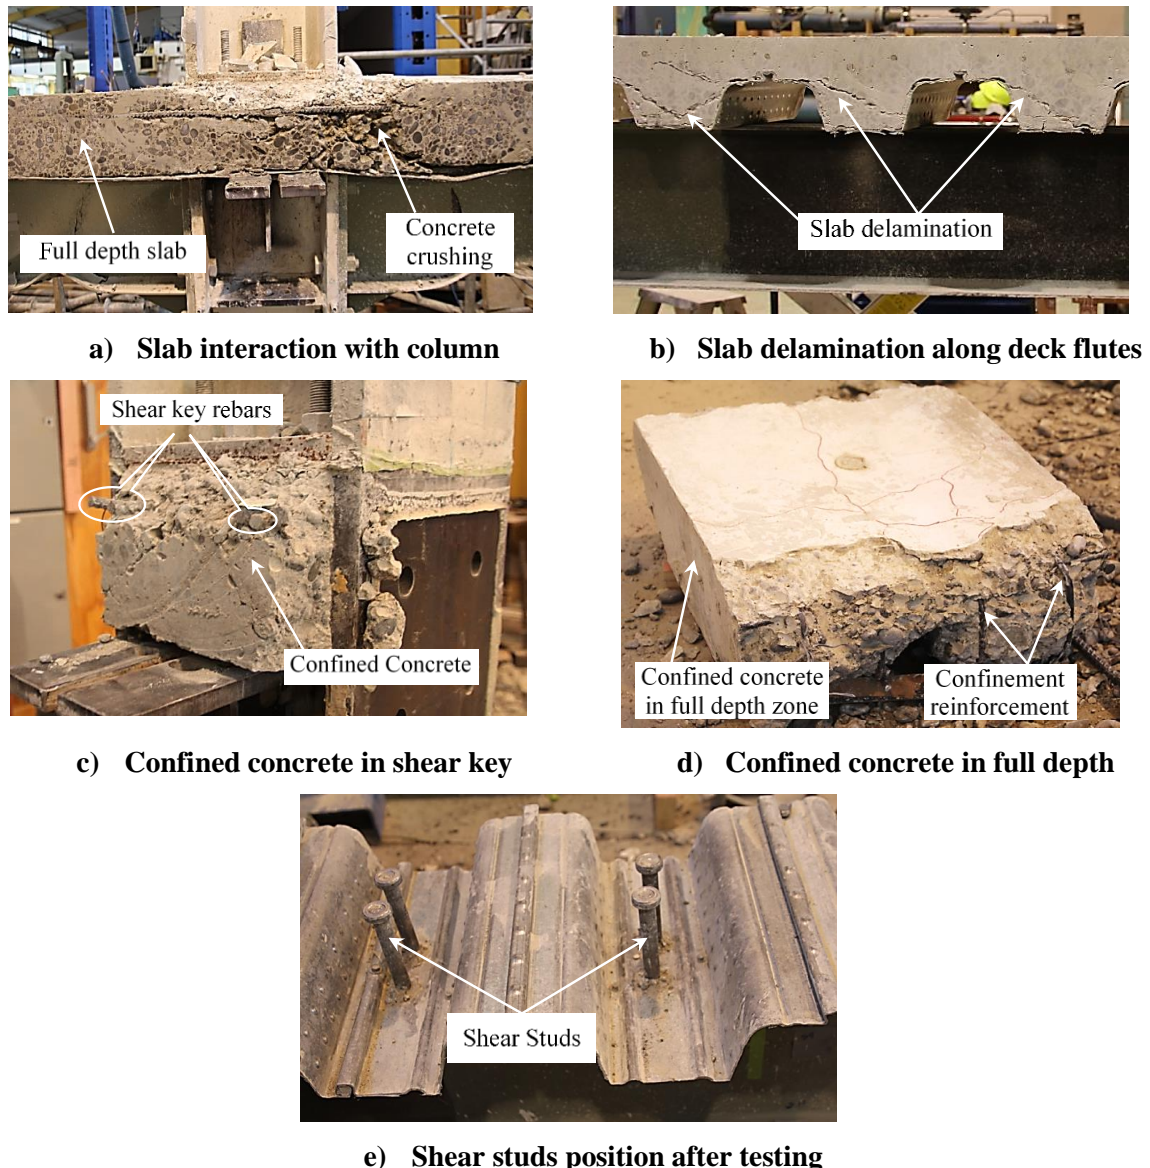 Full depth slab
Concrete
crushing
Slab delamination
a) Slab interaction with column
b) Slab delamination along deck flutes
Shear key rebars
Confined Concrete
Confined concrete
in full depth zone
Confinement
reinforcement
c) Confined concrete in shear key
d) Confined concrete in full depth
Shear Studs
e) Shear studs position after testing